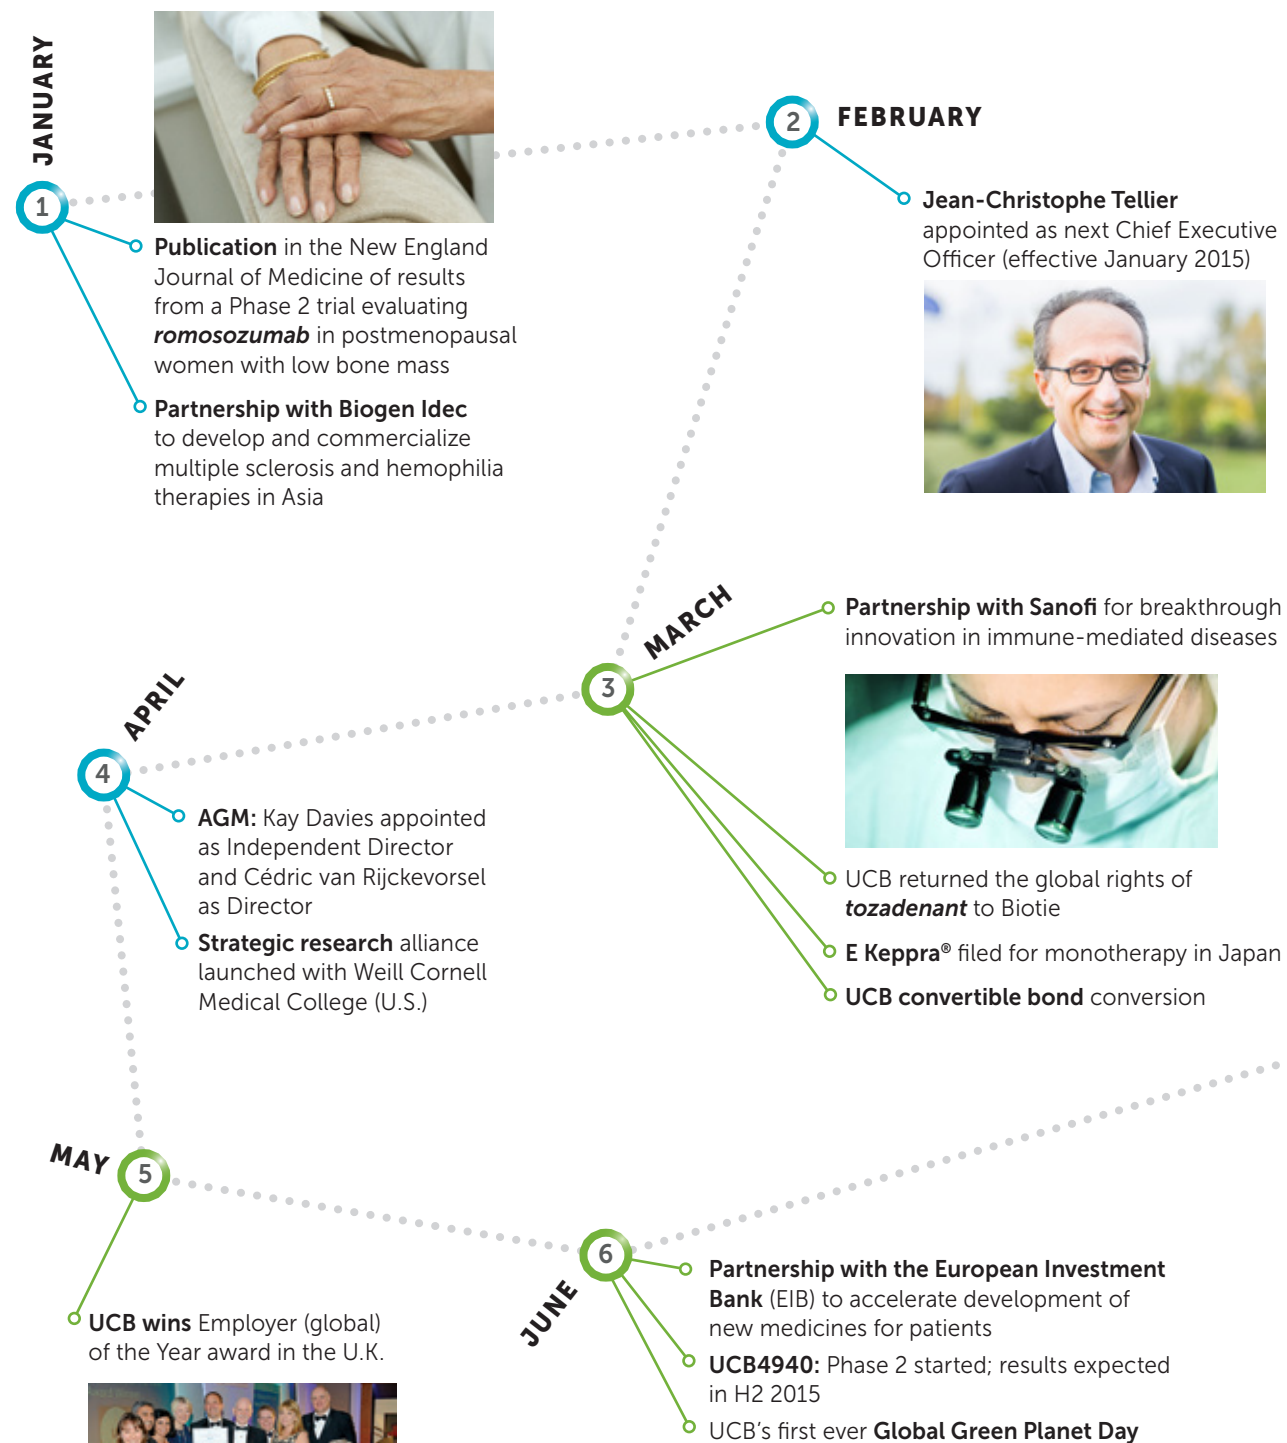 JANUARY
1
Publication in the New England
Journal of Medicine of results
from a Phase 2 trial evaluating
romosozumab in postmenopausal
women with low bone mass
Partnership with Biogen Idec
to develop and commercialize
multiple sclerosis and hemophilia
therapies in Asia
2
FEBRUARY
Jean-Christophe Tellier
appointed as next Chief Executive
Officer (effective January 2015)
MARCH
3
Partnership with Sanofi for breakthrough
innovation in immune-mediated diseases
UCB returned the global rights of
tozadenant to Biotie
E Keppra® filed for monotherapy in Japan
UCB convertible bond conversion
APRIL
4
AGM: Kay Davies appointed
as Independent Director
and Cédric van Rijckevorsel
as Director
Strategic research alliance
launched with Weill Cornell
Medical College (U.S.)
MAY
5
UCB wins Employer (global)
of the Year award in the U.K.
JUNE
6
Partnership with the European Investment
Bank (EIB) to accelerate development of
new medicines for patients
UCB4940: Phase 2 started; results expected
in H2 2015
UCB's first ever Global Green Planet Day